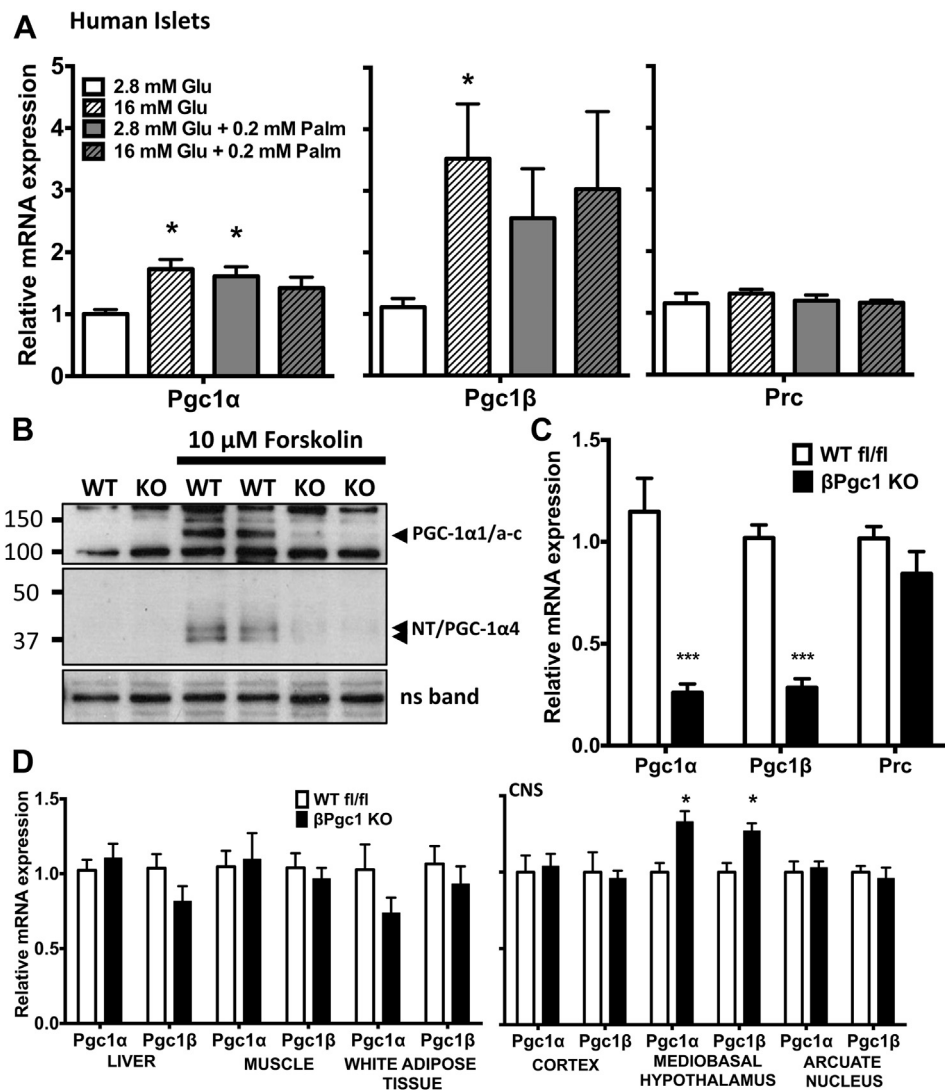 A
Human Islets
Relative mRNA expression
5
4
3
2
1
0
2.8 mM Glu
16 mM Glu
2.8 mM Glu + 0.2 mM Palm
16 mM Glu + 0.2 mM Palm
* *
*
Pgc1α
Pgc1β
Prc
B
10 µM Forskolin
WT KO WT WT KO KO
150
100
PGC-1α1/a-c
50
37
NT/PGC-1α4
ns band
C
Relative mRNA expression
1.5
1.0
0.5
0.0
WT fl/fl
βPgc1 KO
*** ***
Pgc1α Pgc1β Prc
D
Relative mRNA expression
1.5
1.0
0.5
0.0
WT fl/fl
βPgc1 KO
Pgc1α Pgc1β Pgc1α Pgc1β Pgc1α Pgc1β
LIVER MUSCLE WHITE ADIPOSE
TISSUE
CNS
* *
Pgc1α Pgc1β Pgc1α Pgc1β Pgc1α Pgc1β
CORTEX MEDIOBASAL ARCUATE
HYPOTHALAMUS NUCLEUS